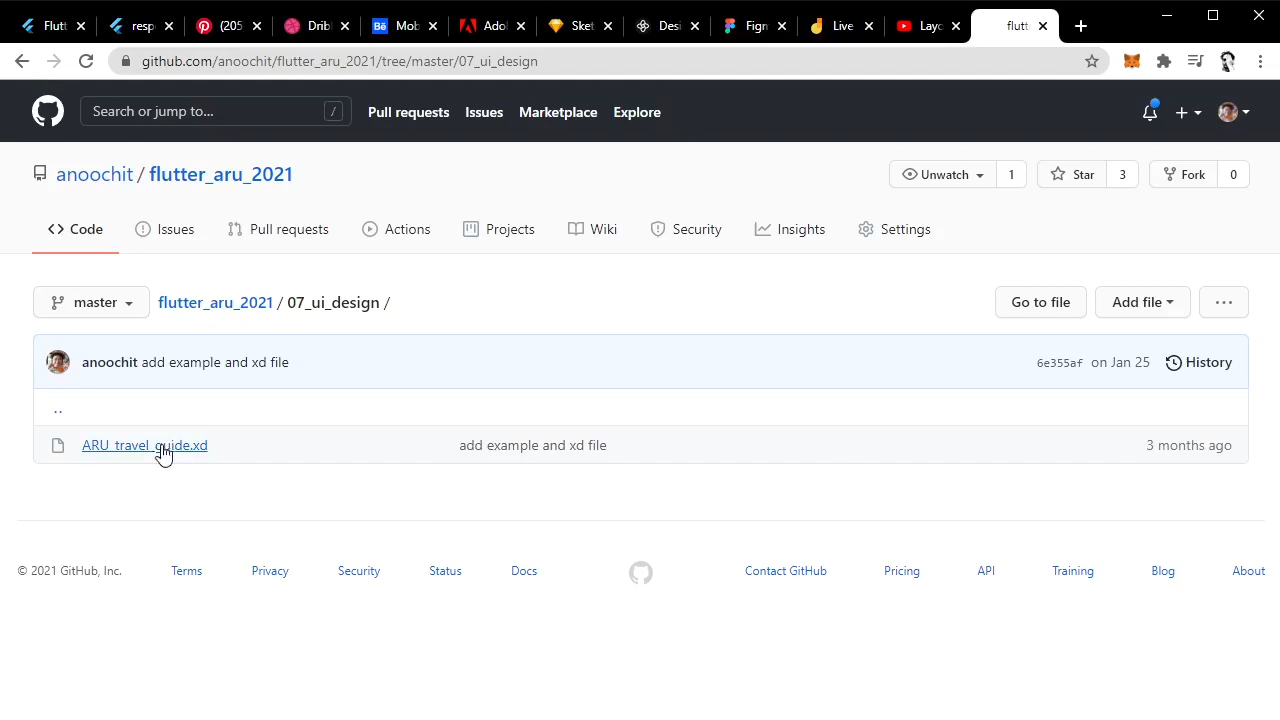 Flutt
resp
(205
Drib
Mob
Ado
Sket
Desi
Fign
Live
Layo
flutt
github.com/anoochit/flutter_aru_2021/tree/master/07_ui_design
Search or jump to...
/
Pull requests
Issues
Marketplace
Explore
anoochit / flutter_aru_2021
Unwatch
1
Star
3
Fork
0
Code
Issues
Pull requests
Actions
Projects
Wiki
Security
Insights
Settings
master
flutter_aru_2021 / 07_ui_design /
Go to file
Add file
anoochit add example and xd file
6e355af on Jan 25
History
..
ARU_travel_guide.xd
add example and xd file
3 months ago
© 2021 GitHub, Inc.
Terms
Privacy
Security
Status
Docs
Contact GitHub
Pricing
API
Training
Blog
About